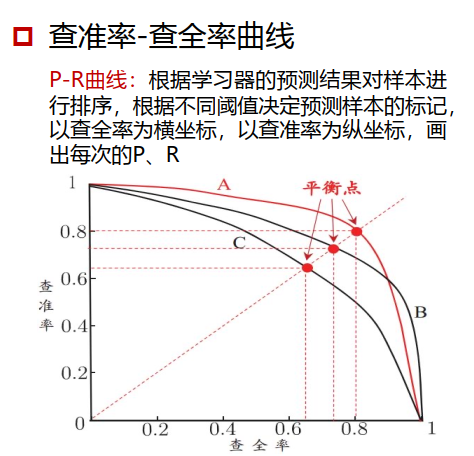 查准率-查全率曲线
P-R曲线：根据学习器的预测结果对样本进
行排序，根据不同阈值决定预测样本的标记，
以查全率为横坐标，以查准率为纵坐标，画
出每次的P、R
1
A
平衡点
0.8
C
0.6
查准率
B
0.4
0.2
0
0.2
0.4
0.6
0.8
1
查全率